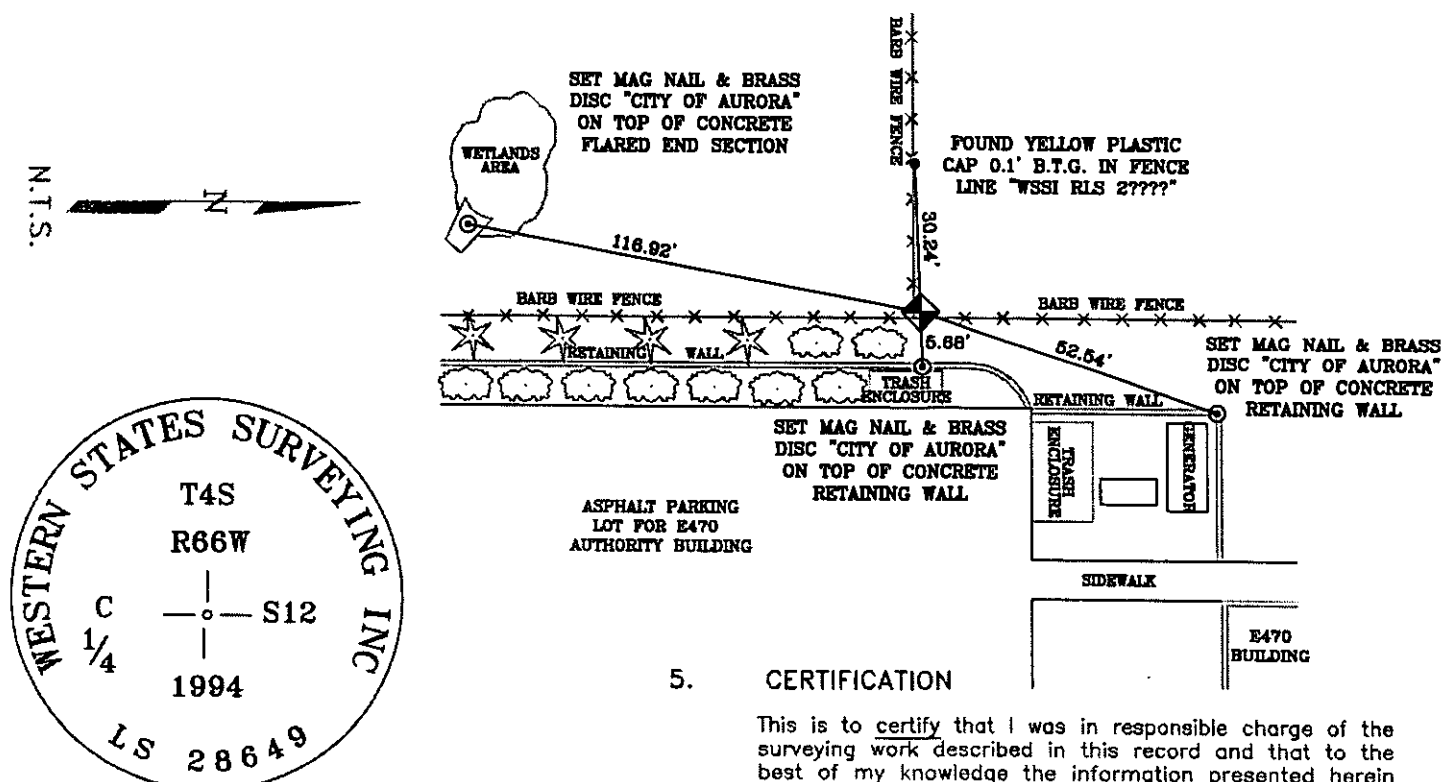 BARB WIRE FENCE
SET MAG NAIL & BRASS
DISC "CITY OF AURORA"
ON TOP OF CONCRETE
FLARED END SECTION
WETLANDS
AREA
FOUND YELLOW PLASTIC
CAP 0.1' B.T.G. IN FENCE
LINE "WSSI RLS 2????"
N.T.S.
N
116.92'
30.24'
BARB WIRE FENCE
BARB WIRE FENCE
RETAINING WALL
5.68'
52.54'
SET MAG NAIL & BRASS
DISC "CITY OF AURORA"
ON TOP OF CONCRETE
RETAINING WALL
TRASH
ENCLOSURE
RETAINING WALL
SET MAG NAIL & BRASS
DISC "CITY OF AURORA"
ON TOP OF CONCRETE
RETAINING WALL
TRASH
ENCLOSURE
GENERATOR
ASPHALT PARKING
LOT FOR E470
AUTHORITY BUILDING
SIDEWALK
E470
BUILDING
WESTERN STATES SURVEYING INC
T4S
R66W
C
1/4
S12
1994
LS 28649
5. CERTIFICATION
This is to certify that I was in responsible charge of the
surveying work described in this record and that to the
best of my knowledge the information presented herein